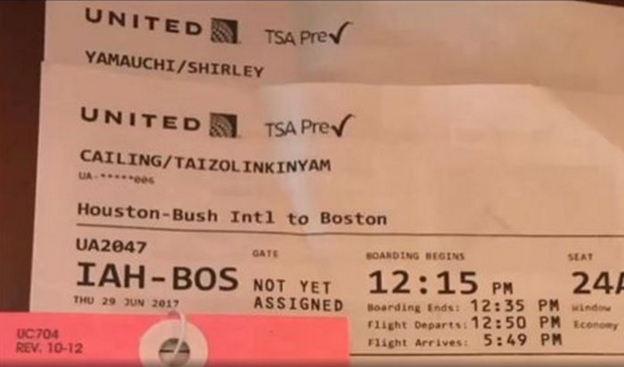 UNITED TSA Pre✓
YAMAUCHI/SHIRLEY
UNITED TSA Pre✓
CAILING/TAIZOLINKINYAM
UA-*****006
Houston-Bush Intl to Boston
UA2047 GATE BOARDING BEGINS SEAT
IAH-BOS NOT YET ASSIGNED 12:15 PM 24A
THU 29 JUN 2017 Boarding Ends: 12:35 PM Window
Flight Departs: 12:50 PM Economy
Flight Arrives: 5:49 PM
UC704
REV. 10-12